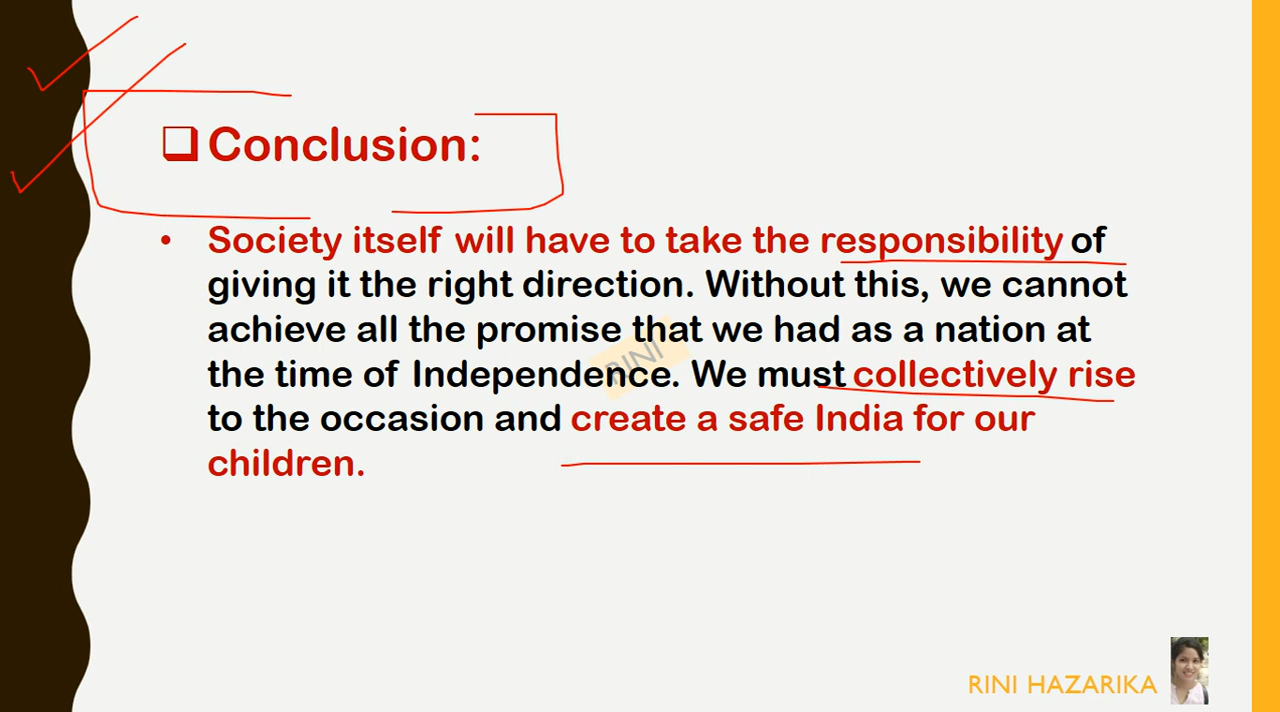 Conclusion:
• Society itself will have to take the responsibility of
giving it the right direction. Without this, we cannot
achieve all the promise that we had as a nation at
the time of Independence. We must collectively rise
to the occasion and create a safe India for our
children.
RINI
RINI HAZARIKA